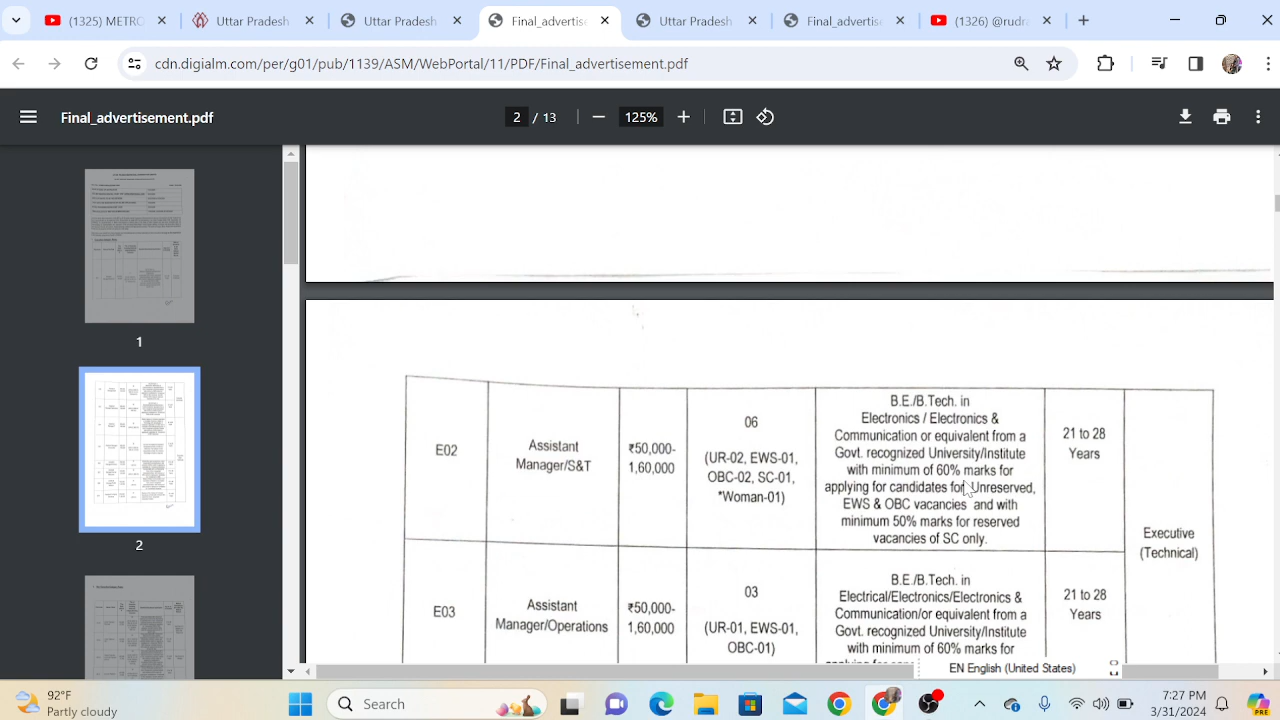 (1325) METRO
Uttar Pradesh
Uttar Pradesh
Final_advertise
Uttar Pradesh
Final_advertise
(1326) @rudra
cdn.digialm.com/per/g01/pub/1139/ASM/WebPortal/11/PDF/Final_advertisement.pdf
Final_advertisement.pdf
2 / 13
125%
1
2
E02
Assistant
Manager/S&T
₹50,000-
1,60,000
06
(UR-02, EWS-01,
OBC-02, SC-01,
*Woman-01)
B.E./B.Tech. in
Electronics / Electronics &
Communication or equivalent from a
Govt. recognized University/Institute
with minimum of 60% marks for
applying for candidates for Unreserved,
EWS & OBC vacancies and with
minimum 50% marks for reserved
vacancies of SC only.
21 to 28
Years
Executive
(Technical)
E03
Assistant
Manager/Operations
₹50,000-
1,60,000
03
(UR-01, EWS-01,
OBC-01)
B.E./B.Tech. in
Electrical/Electronics/Electronics &
Communication/or equivalent from a
Govt. recognized University/Institute
with minimum of 60% marks for
21 to 28
Years
EN English (United States)
92°F
Partly cloudy
Search
7:27 PM
3/31/2024
PRE